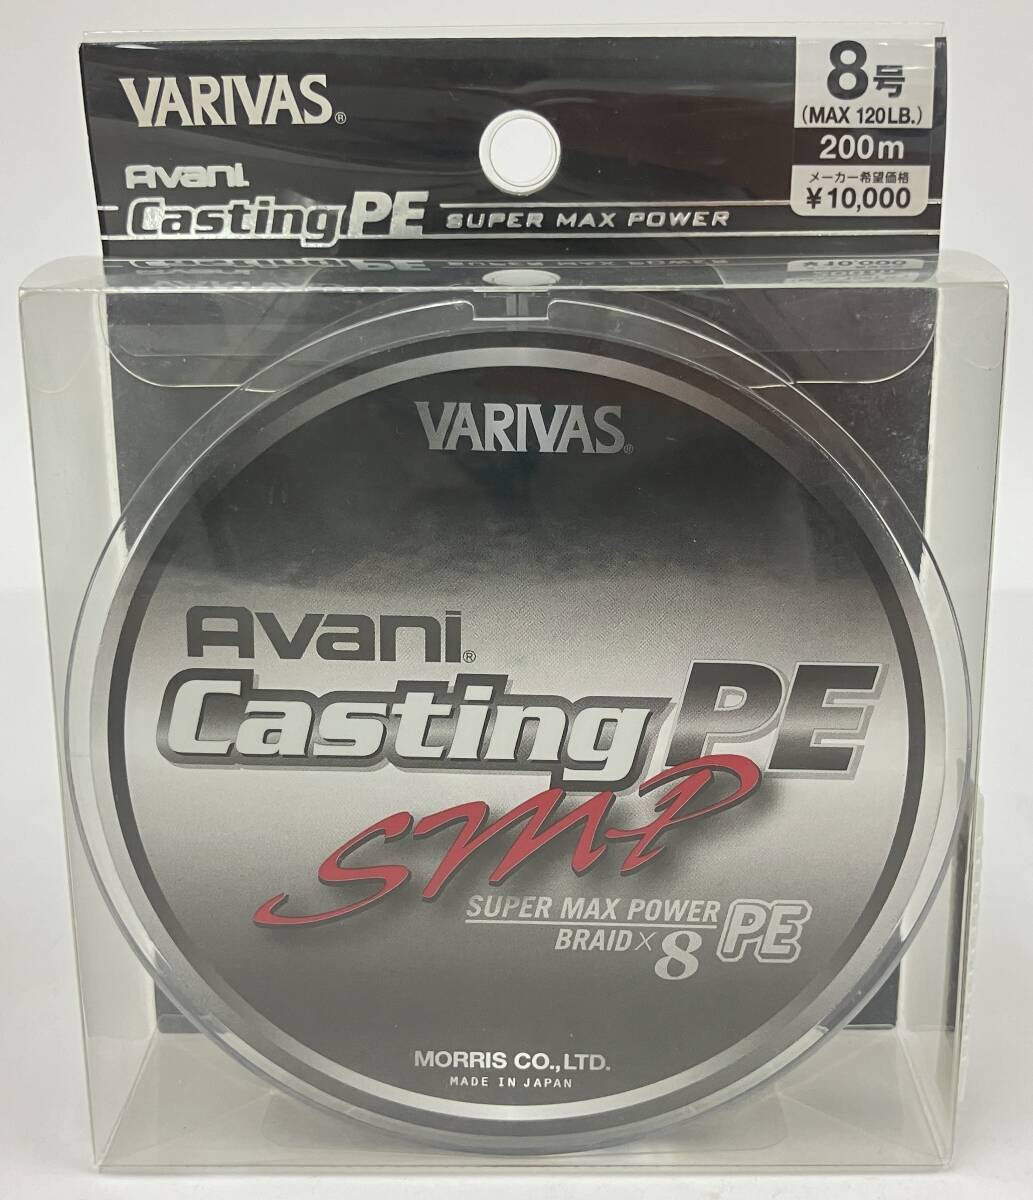 VARIVAS®
Avani
Casting PE SUPER MAX POWER
8号
(MAX 120LB.)
200m
メーカー希望価格
¥10,000
VARIVAS®
Avani®
Casting PE
SMP
SUPER MAX POWER
BRAID×8 PE
MORRIS CO.,LTD.
MADE IN JAPAN